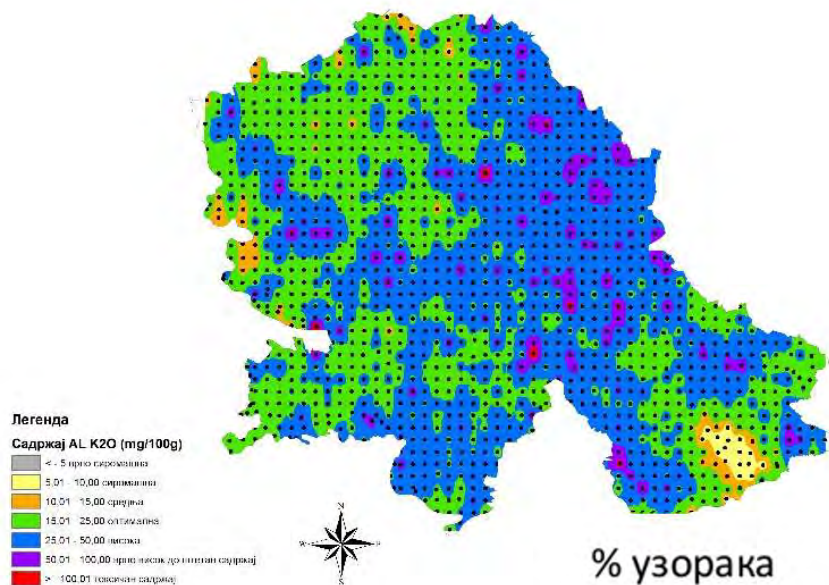 Легенда
Садржај AL K2O (mg/100g)
< - 5 врло сиромашна
5,01 - 10,00 сиромашна
10,01 - 15,00 средња
15,01 - 25,00 оптимална
25,01 - 50,00 висока
50,01 - 100,00 врло висок до штетан садржај
> - 100,01 токсичан садржај
N
W
S
% узорака